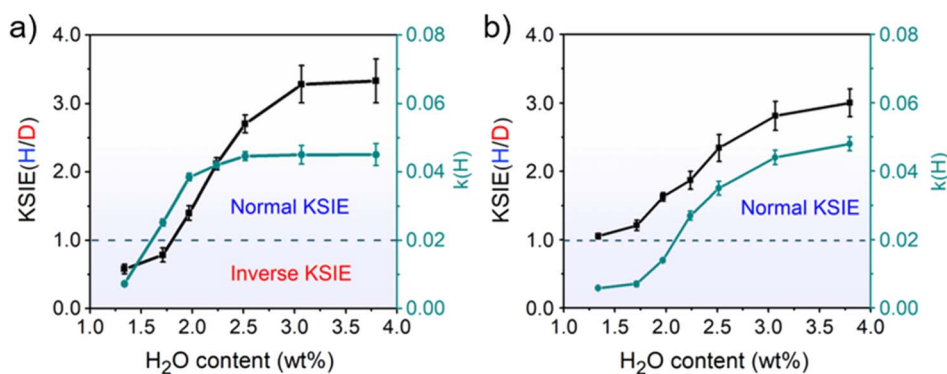 a)
KSIE(H/D)
4.0
3.0
2.0
1.0
0.0
Normal KSIE
Inverse KSIE
0.08
0.06
0.04
0.02
0.00
k(H)
1.0 1.5 2.0 2.5 3.0 3.5 4.0
H₂O content (wt%)
b)
KSIE(H/D)
4.0
3.0
2.0
1.0
0.0
Normal KSIE
0.08
0.06
0.04
0.02
0.00
k(H)
1.0 1.5 2.0 2.5 3.0 3.5 4.0
H₂O content (wt%)